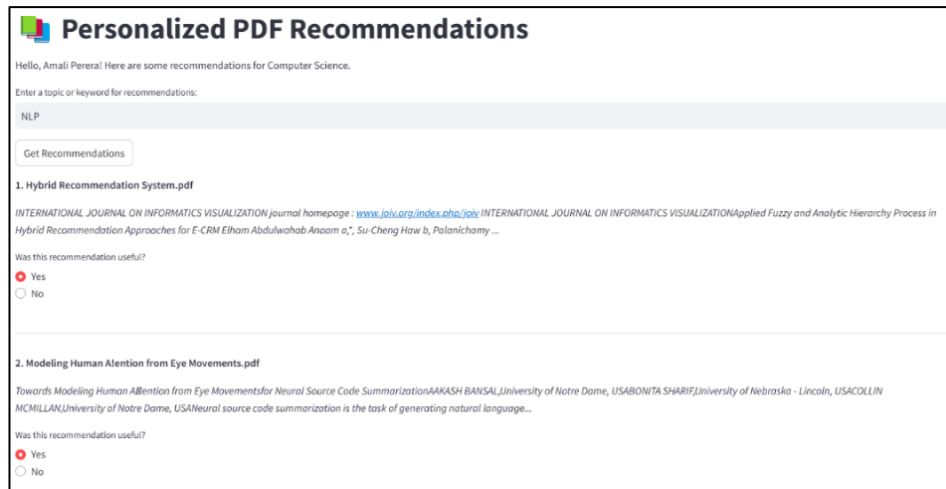 Personalized PDF Recommendations
Hello, Amali Perera! Here are some recommendations for Computer Science.
Enter a topic or keyword for recommendations:
NLP
Get Recommendations
1. Hybrid Recommendation System.pdf
INTERNATIONAL JOURNAL ON INFORMATICS VISUALIZATION journal homepage : www.joiv.org/index.php/joiv INTERNATIONAL JOURNAL ON INFORMATICS VISUALIZATIONApplied Fuzzy and Analytic Hierarchy Process in
Hybrid Recommendation Approaches for E-CRM Elham Abdulwahab Anaam a,*, Su-Cheng Haw b, Palanichamy ...
Was this recommendation useful?
Yes
No
2. Modeling Human Alention from Eye Movements.pdf
Towards Modeling Human Aention from Eye Movementsfor Neural Source Code SummarizationAAKASH BANSAL,University of Notre Dame, USABONITA SHARIF,University of Nebraska - Lincoln, USACOLLIN
MCMILLAN,University of Notre Dame, USANeural source code summarization is the task of generating natural language...
Was this recommendation useful?
Yes
No